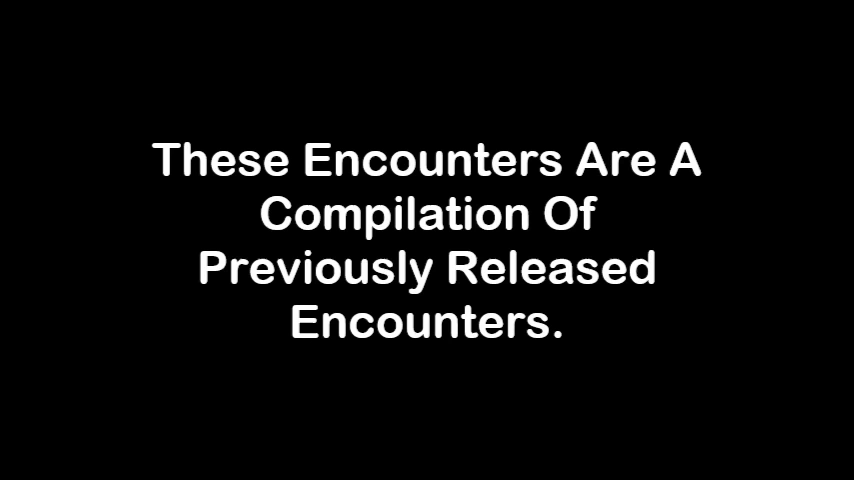 These Encounters Are A
Compilation Of
Previously Released
Encounters.